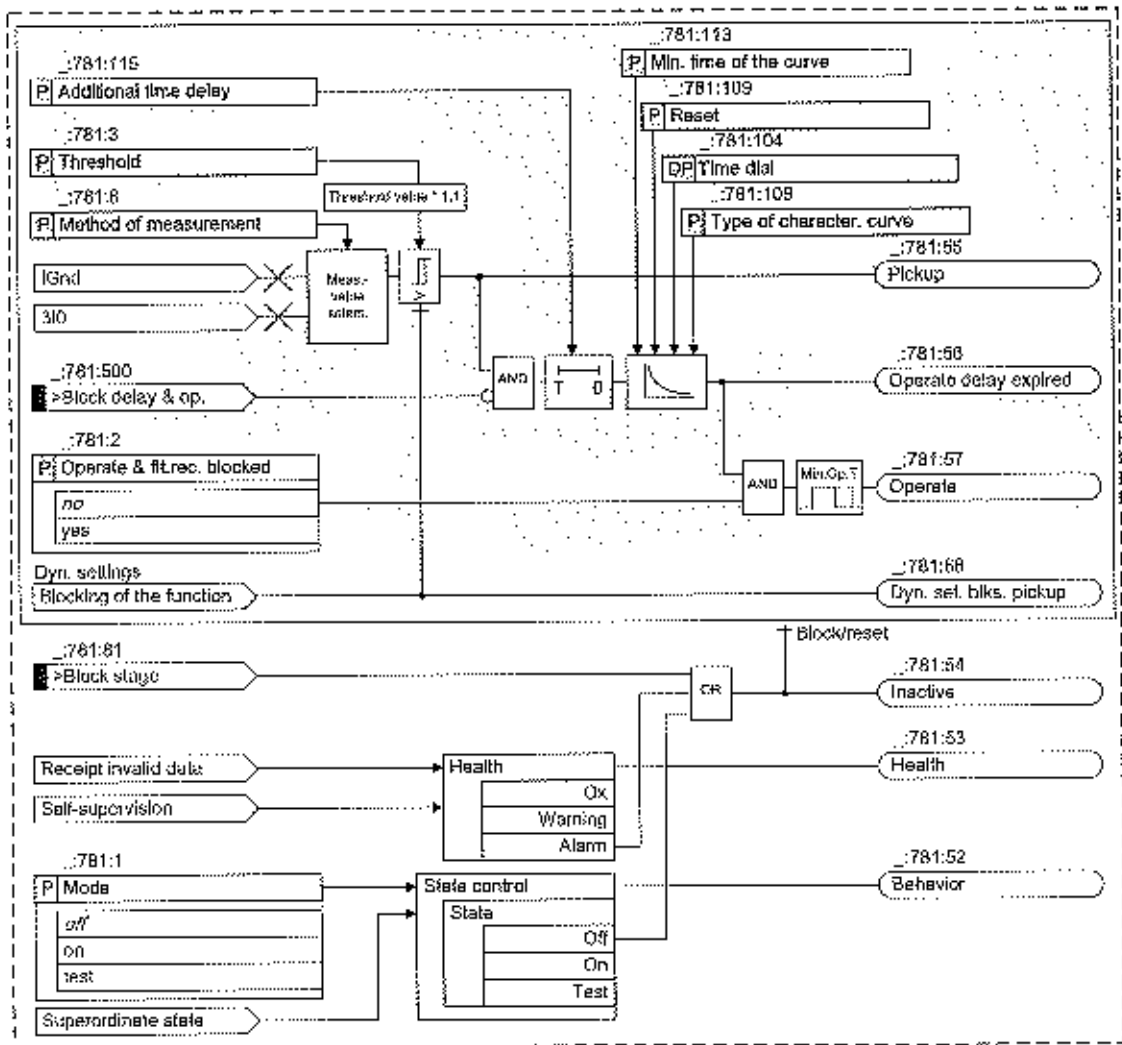 _:781:115
P Additional time delay
_:781:3
P Threshold
Threshold value * 1.1
_:781:8
P Method of measurement
_:781:113
P Min. time of the curve
_:781:109
P Reset
_:781:104
DP Time dial
_:781:109
P Type of character. curve
IGnd
3I0
Meas.-
value
_:781:55
Pickup
_:781:500
>Block delay & op.
AND
T 0
_:781:56
Operate delay expired
_:781:2
P Operate & flt.rec. blocked
no
yes
AND
Min.Op.T
_:781:57
Operate
Dyn. settings
Blocking of the function
_:781:68
Dyn. set. blks. pickup
Block/reset
_:781:81
>Block stage
OR
_:781:54
Inactive
Receipt invalid data
Self-supervision
Health
Ox
Warning
Alarm
_:781:53
Health
_:781:1
P Mode
off
on
test
Superordinate state
State control
State
Off
On
Test
_:781:52
Behavior